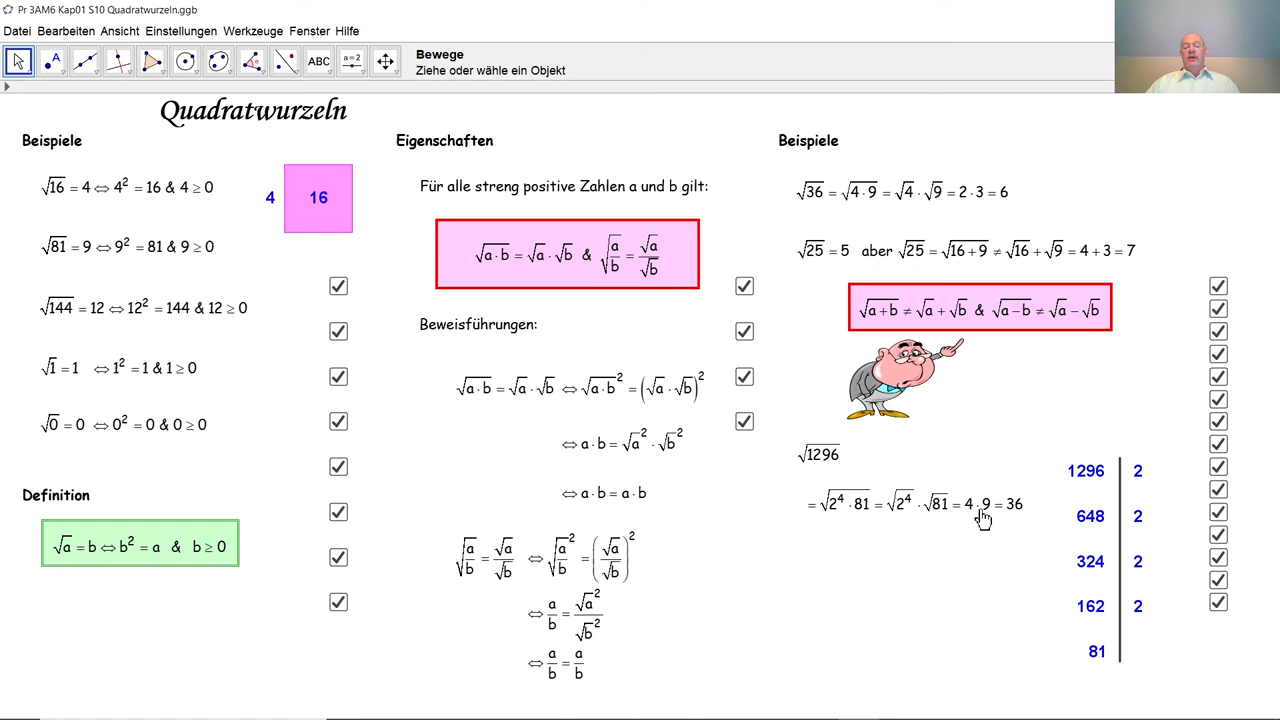 Pr 3AM6 Kap01 S10 Quadratwurzeln.ggb
Datei Bearbeiten Ansicht Einstellungen Werkzeuge Fenster Hilfe
A
ABC
a=2
Bewege
Ziehe oder wähle ein Objekt
Quadratwurzeln
Beispiele
√16 = 4 ⇔ 4² = 16 & 4 ≥ 0
4
16
√81 = 9 ⇔ 9² = 81 & 9 ≥ 0
√144 = 12 ⇔ 12² = 144 & 12 ≥ 0
√1 = 1 ⇔ 1² = 1 & 1 ≥ 0
√0 = 0 ⇔ 0² = 0 & 0 ≥ 0
Definition
√a = b ⇔ b² = a & b ≥ 0
Eigenschaften
Für alle streng positive Zahlen a und b gilt:
√(a·b) = √a · √b & √(a/b) = √a/√b
Beweisführungen:
√(a·b) = √a · √b ⇔ √(a·b)² = (√a · √b)²
⇔ a·b = √a² · √b²
⇔ a·b = a·b
√(a/b) = √a/√b ⇔ √(a/b)² = (√a/√b)²
⇔ a/b = √a²/√b²
⇔ a/b = a/b
Beispiele
√36 = √(4·9) = √4 · √9 = 2·3 = 6
√25 = 5 aber √25 = √(16+9) ≠ √16 + √9 = 4+3 = 7
√(a+b) ≠ √a + √b & √(a−b) ≠ √a − √b
√1296
= √(2⁴·81) = √(2⁴) · √81 = 4·9 = 36
1296 2
648 2
324 2
162 2
81